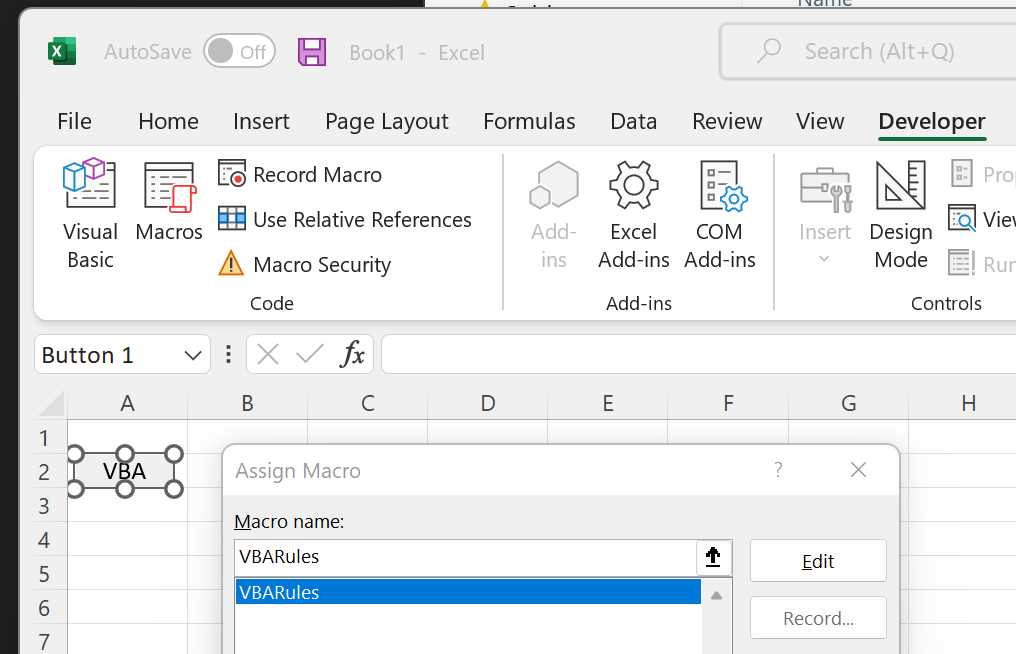 Name
AutoSave Off Book1 - Excel Search (Alt+Q)
File Home Insert Page Layout Formulas Data Review View Developer
Visual Basic
Macros
Record Macro
Use Relative References
Macro Security
Code
Add-ins
Excel Add-ins
COM Add-ins
Add-ins
Insert
Design Mode
View
Run
Controls
Button 1 fx
A B C D E F G H
1
2 VBA
3
4
5
6
7
Assign Macro ?
Macro name:
VBARules
Edit
VBARules
Record...